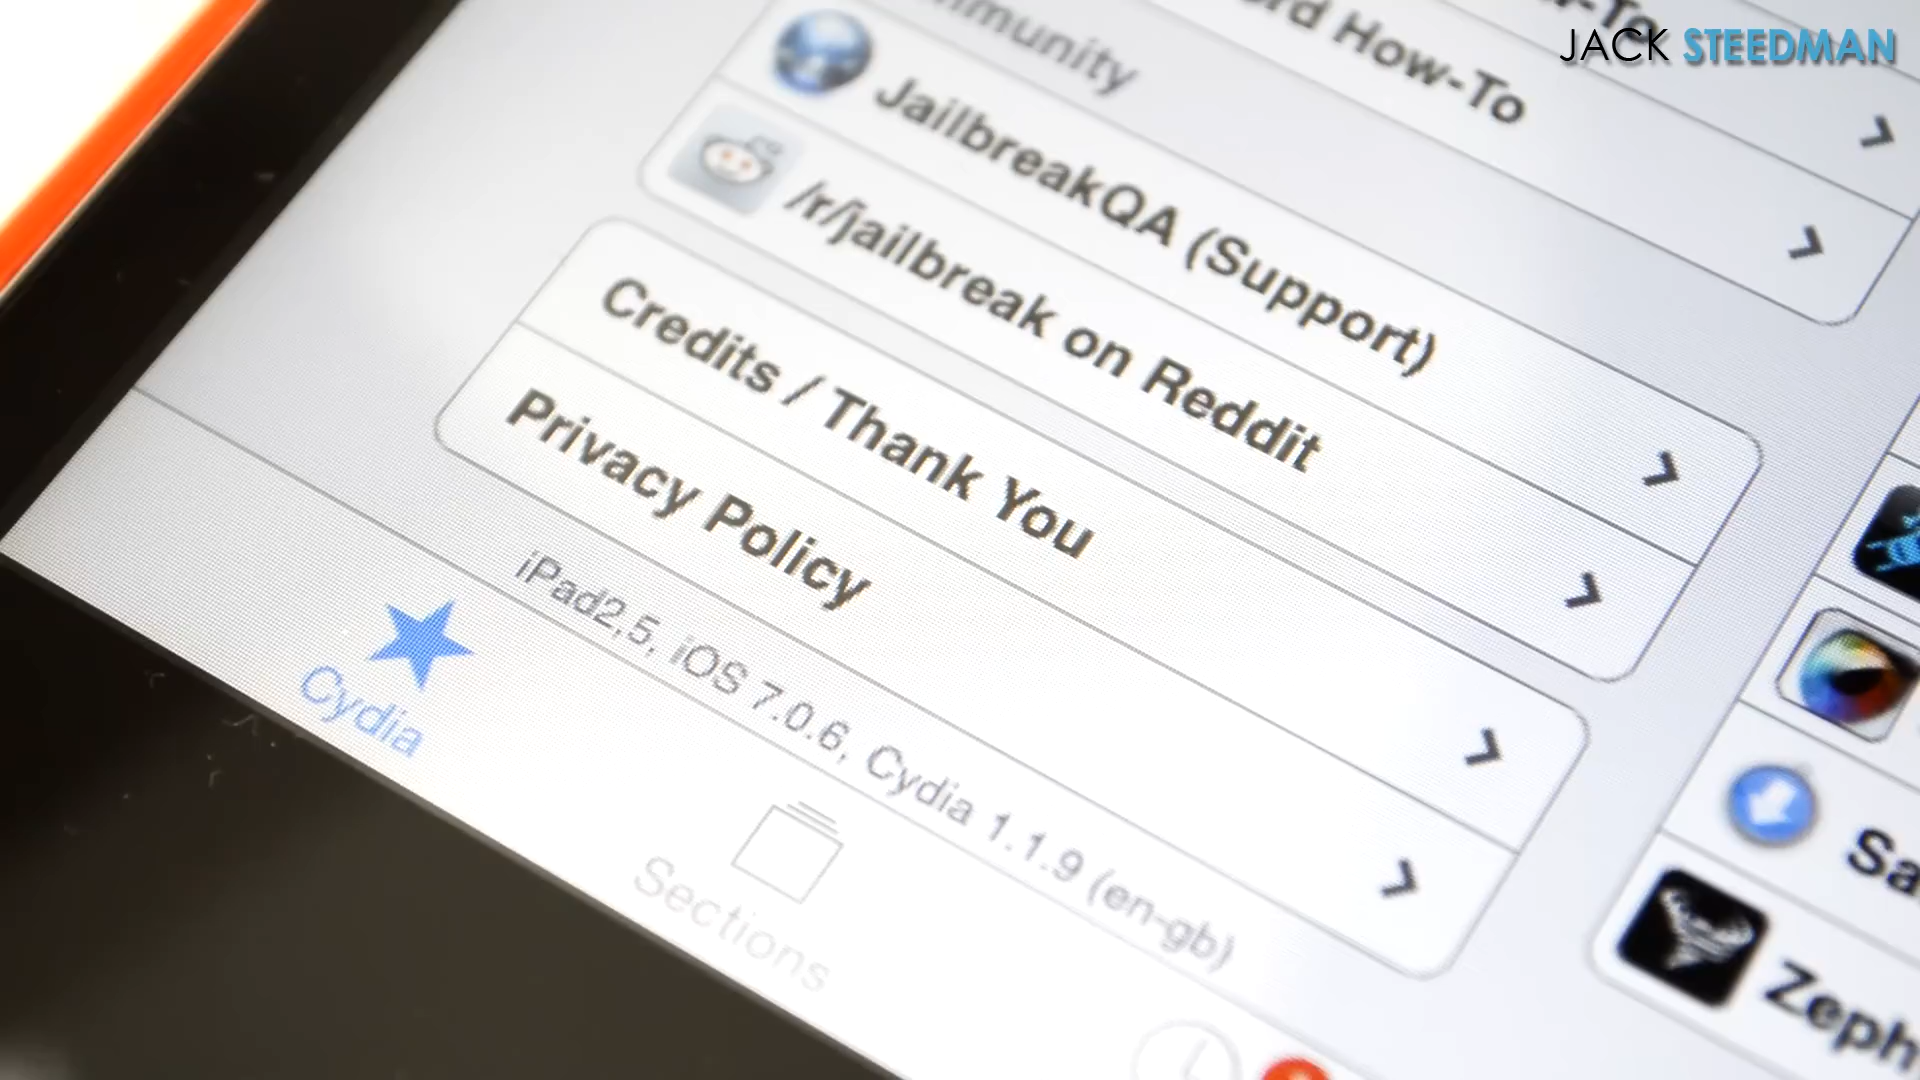 JACK STEEDMAN
How-To
JailbreakQA (Support)
/r/jailbreak on Reddit
Credits / Thank You
Privacy Policy
iPad2,5, iOS 7.0.6, Cydia 1.1.9 (en-gb)
Cydia
Sections